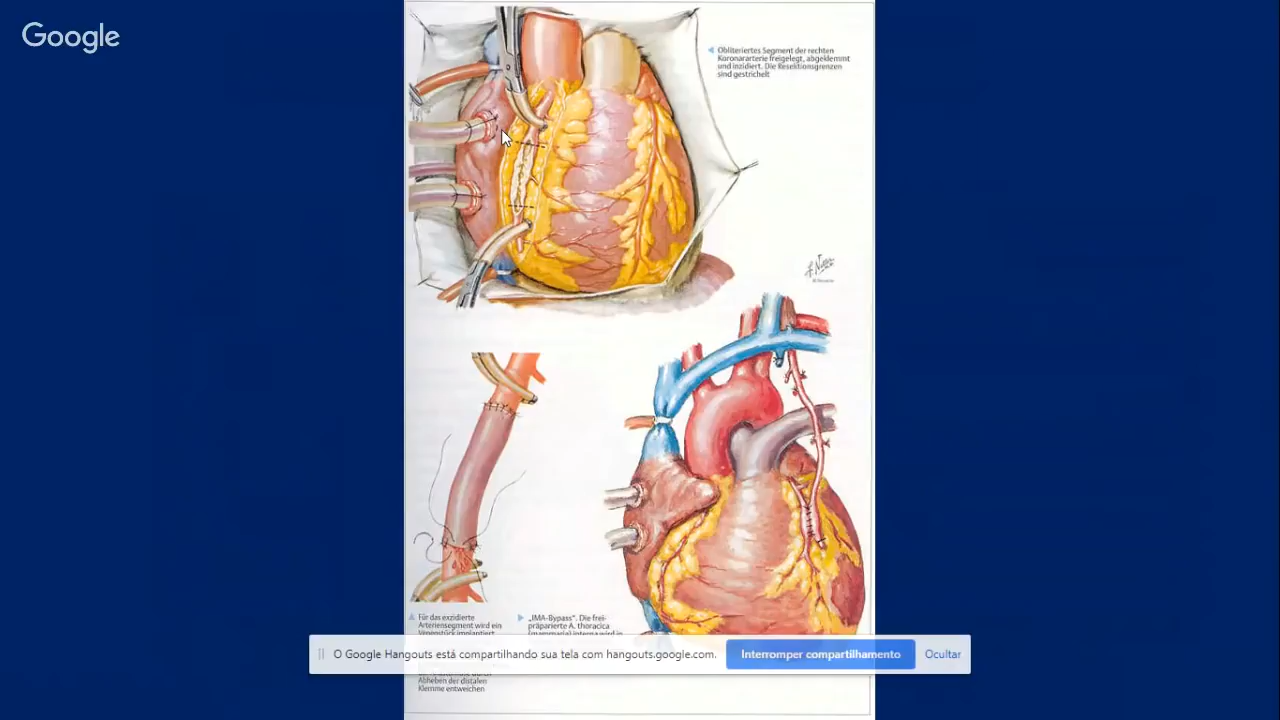 Google
Obliteriertes Segment der rechten
Koronararterie freigelegt, abgeklemmt
und inzidiert. Die Resektionsgrenzen
sind gestrichelt
Für das exzidierte
Arteriensegment wird ein
Venenstück implantiert
„IMA-Bypass“. Die frei-
präparierte A. thoracica
(mammaria) interna wird in
O Google Hangouts está compartilhando sua tela com hangouts.google.com.
Interromper compartilhamento
Ocultar
Abheben der distalen
Klemme entweichen